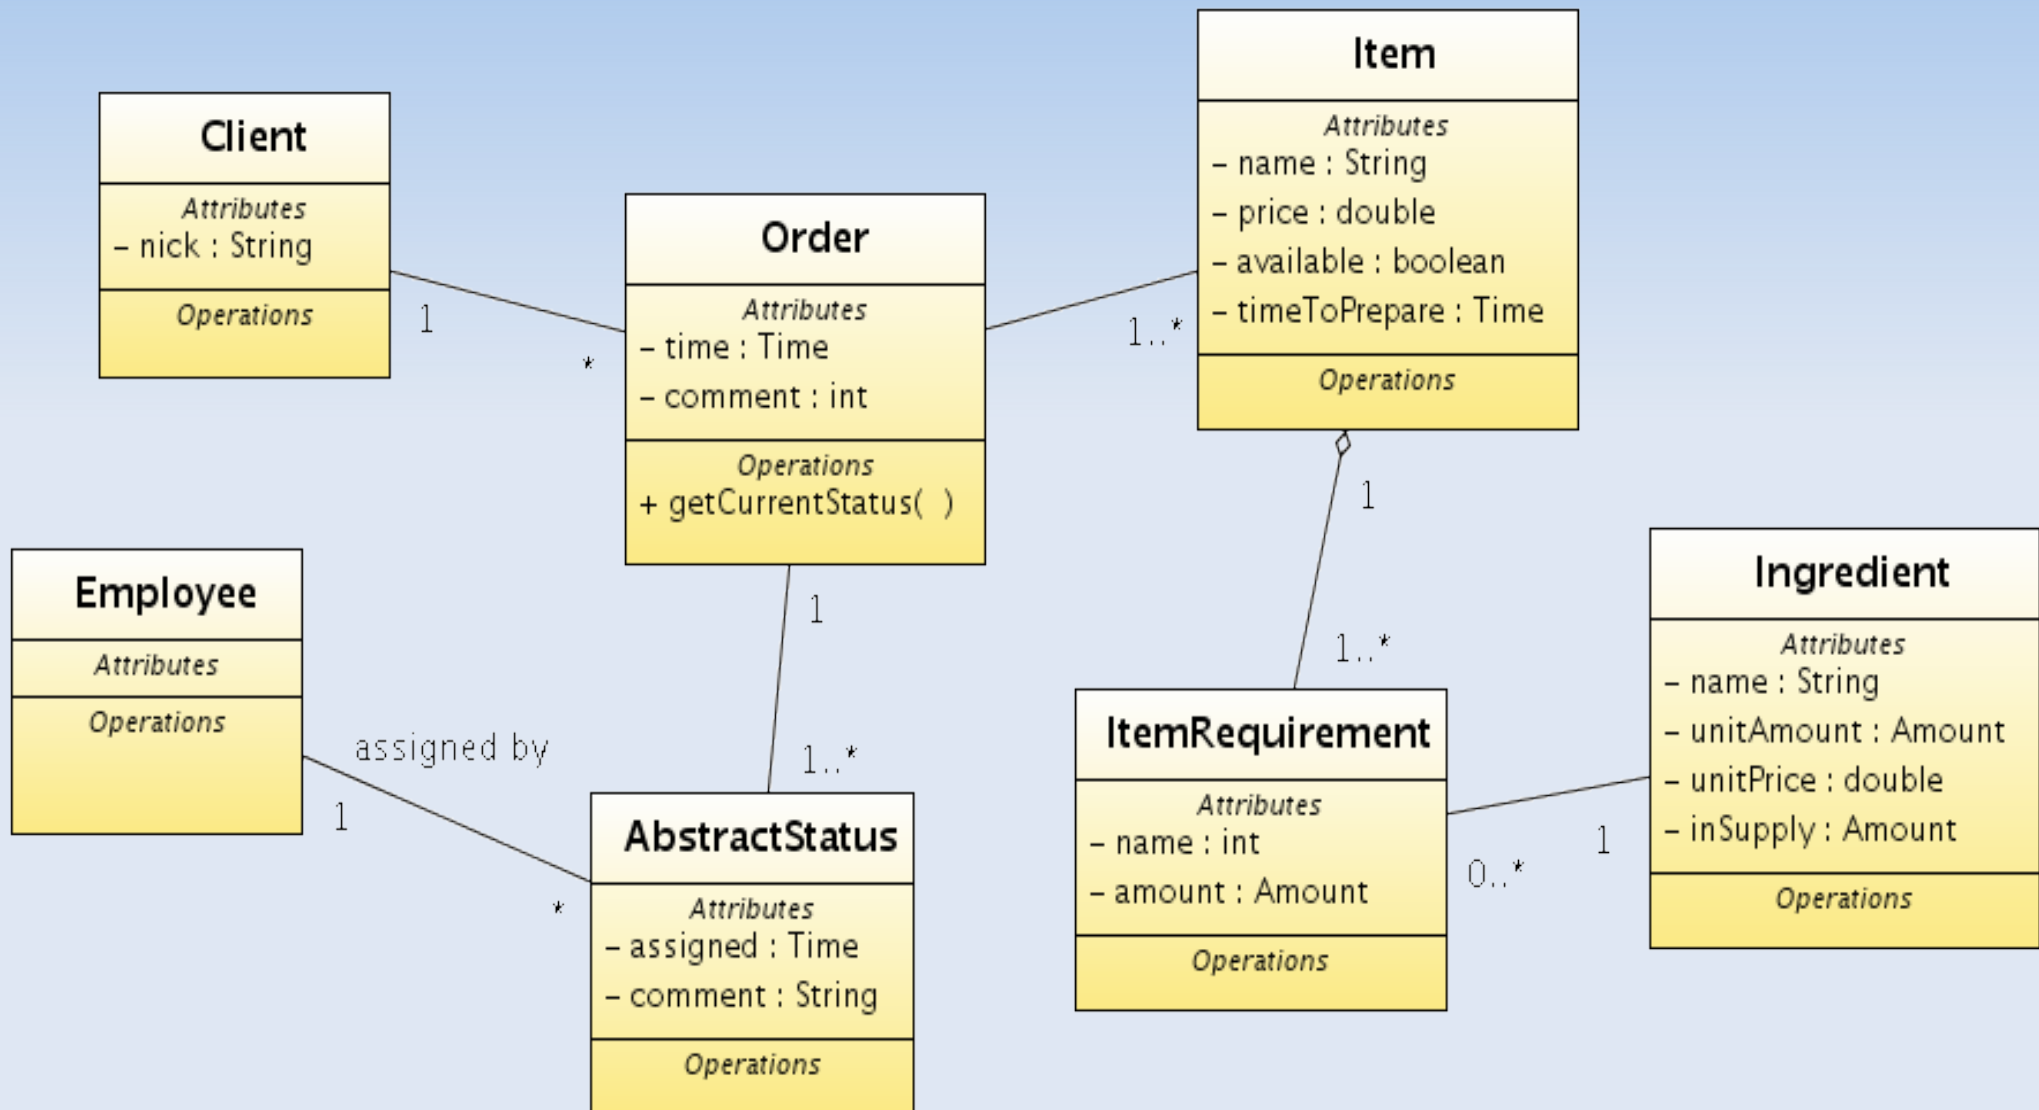 Client
Attributes
– nick : String
Operations
1
*
Order
Attributes
– time : Time
– comment : int
Operations
+ getCurrentStatus(  )
1
1..*
1..*
Item
Attributes
– name : String
– price : double
– available : boolean
– timeToPrepare : Time
Operations
1
1..*
Employee
Attributes
Operations
assigned by
1
*
AbstractStatus
Attributes
– assigned : Time
– comment : String
Operations
ItemRequirement
Attributes
– name : int
– amount : Amount
Operations
0..*
1
Ingredient
Attributes
– name : String
– unitAmount : Amount
– unitPrice : double
– inSupply : Amount
Operations